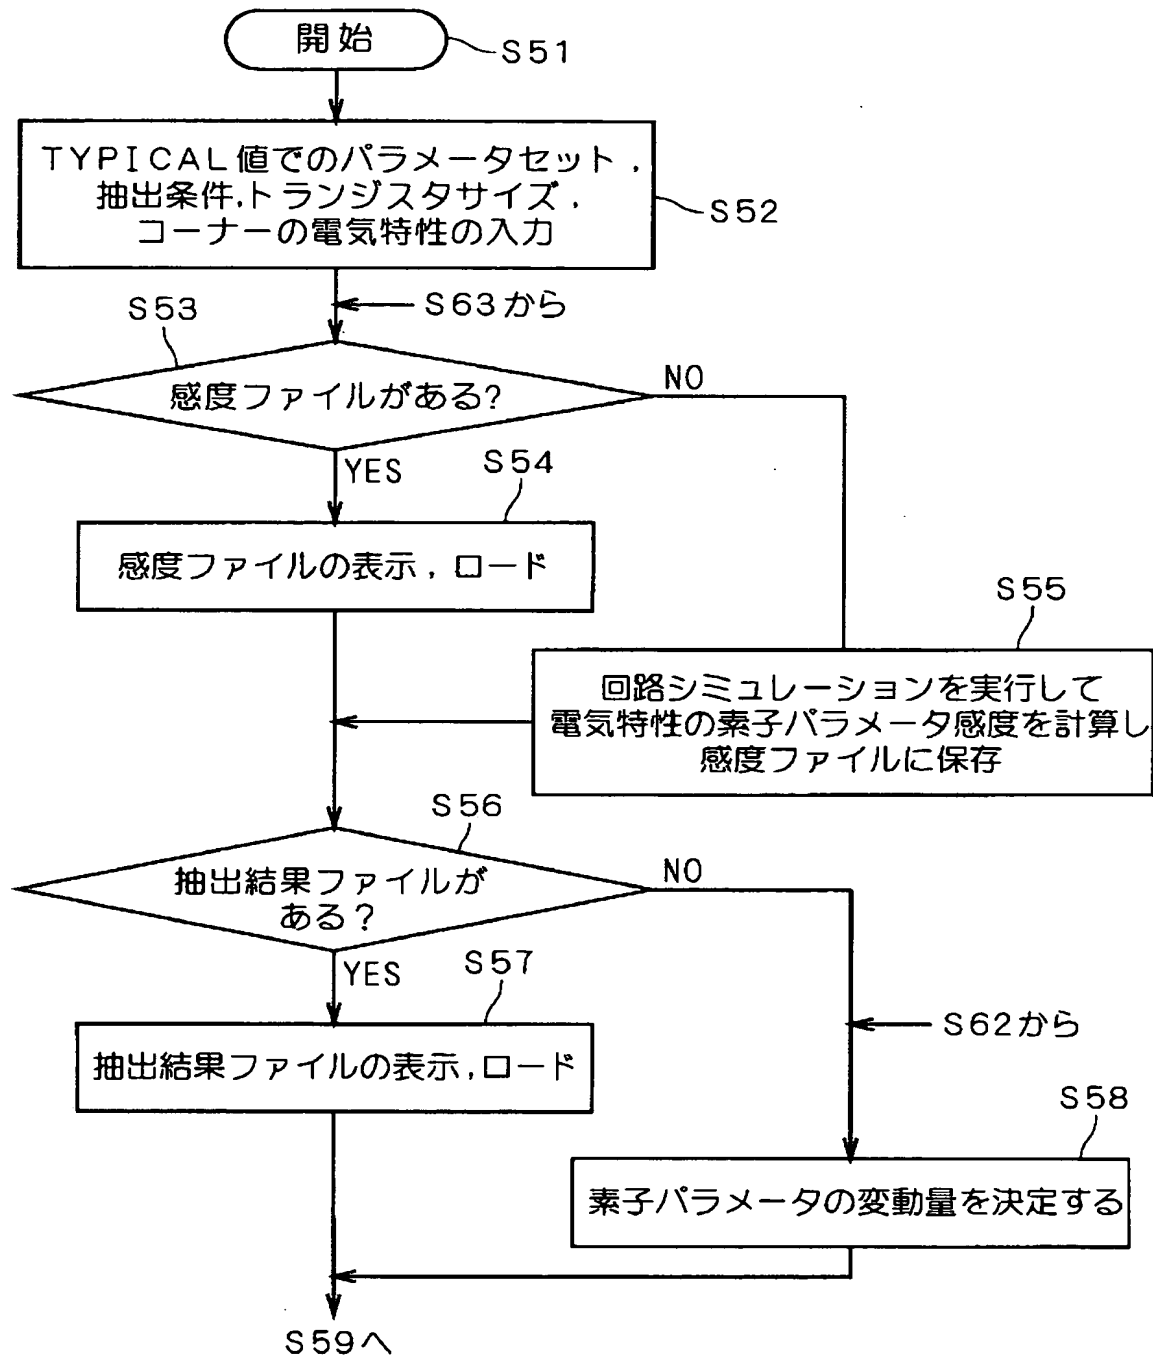 開始
S51
TYPICAL値でのパラメータセット,
抽出条件,トランジスタサイズ,
コーナーの電気特性の入力
S52
S63から
S53
感度ファイルがある?
NO
YES
S54
感度ファイルの表示,ロード
S55
回路シミュレーションを実行して
電気特性の素子パラメータ感度を計算し
感度ファイルに保存
S56
抽出結果ファイルが
ある?
NO
YES
S57
抽出結果ファイルの表示,ロード
S62から
S58
素子パラメータの変動量を決定する
S59へ